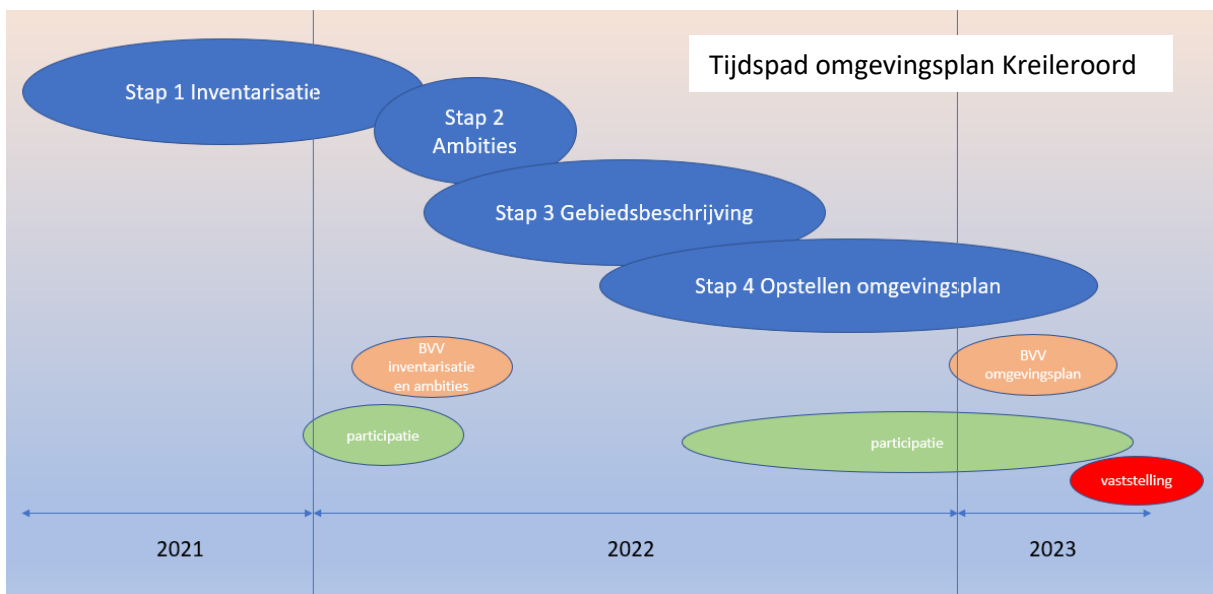 Tijdspad omgevingsplan Kreileroord
Stap 1 Inventarisatie
Stap 2
Ambities
Stap 3 Gebiedsbeschrijving
Stap 4 Opstellen omgevingsplan
BVV
inventarisatie
en ambities
BVV
omgevingsplan
participatie
participatie
vaststelling
2021
2022
2023